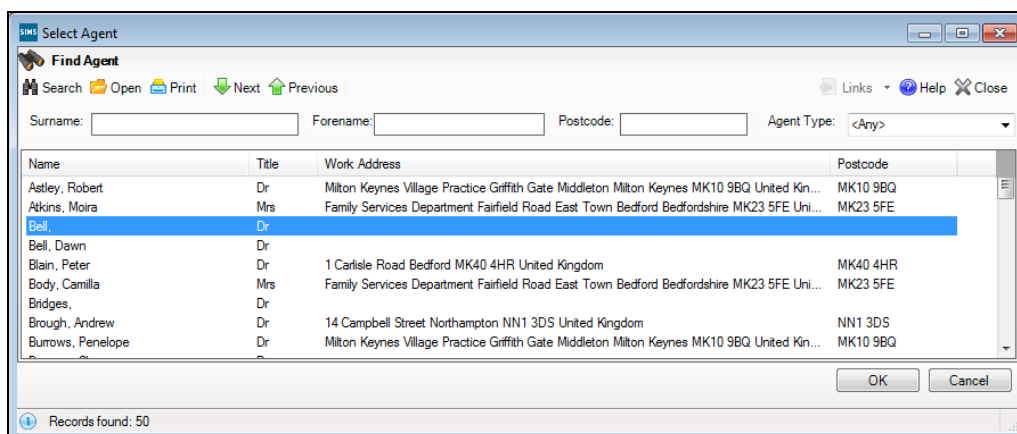 SIMS Select Agent
Find Agent
Search Open Print Next Previous Links Help Close
Surname: Forename: Postcode: Agent Type: <Any>
Name Title Work Address Postcode
Astley, Robert Dr Milton Keynes Village Practice Griffith Gate Middleton Milton Keynes MK10 9BQ United Kin... MK10 9BQ
Atkins, Moira Mrs Family Services Department Fairfield Road East Town Bedford Bedfordshire MK23 5FE Uni... MK23 5FE
Bell, Dr
Bell, Dawn Dr
Blain, Peter Dr 1 Carlisle Road Bedford MK40 4HR United Kingdom MK40 4HR
Body, Camilla Mrs Family Services Department Fairfield Road East Town Bedford Bedfordshire MK23 5FE Uni... MK23 5FE
Bridges, Dr
Brough, Andrew Dr 14 Campbell Street Northampton NN1 3DS United Kingdom NN1 3DS
Burrows, Penelope Dr Milton Keynes Village Practice Griffith Gate Middleton Milton Keynes MK10 9BQ United Kin... MK10 9BQ
OK Cancel
Records found: 50